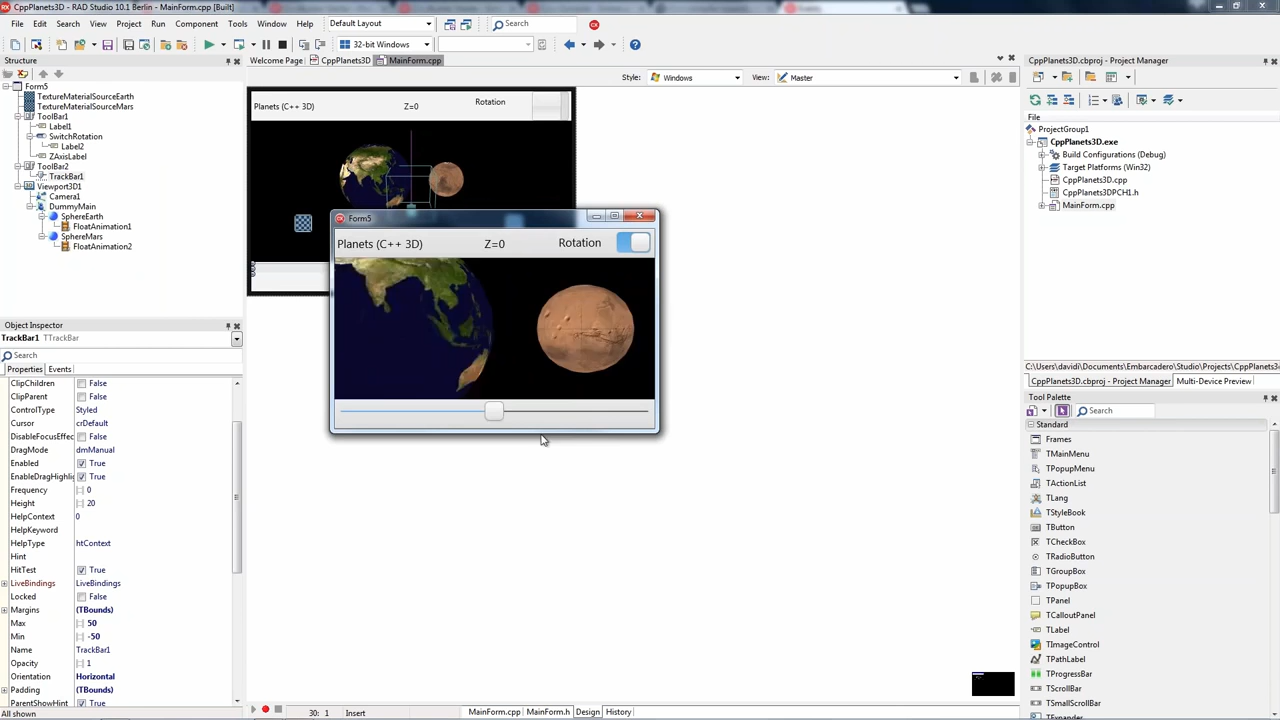 CppPlanets3D - RAD Studio 10.1 Berlin - MainForm.cpp [Built]
File Edit Search View Project Run Component Tools Window Help Default Layout Search
32-bit Windows
Structure
Form5
TextureMaterialSourceEarth
TextureMaterialSourceMars
ToolBar1
Label1
SwitchRotation
Label2
ZAxisLabel
ToolBar2
TrackBar1
Viewport3D1
Camera1
DummyMain
SphereEarth
FloatAnimation1
SphereMars
FloatAnimation2
Object Inspector
TrackBar1 TTrackBar
Search
Properties Events
ClipChildren False
ClipParent False
ControlType Styled
Cursor crDefault
DisableFocusEffec False
DragMode dmManual
Enabled True
EnableDragHighlig True
Frequency 0
Height 20
HelpContext 0
HelpKeyword
HelpType htContext
Hint
HitTest True
LiveBindings LiveBindings
Locked False
Margins (TBounds)
Max 50
Min -50
Name TrackBar1
Opacity 1
Orientation Horizontal
Padding (TBounds)
ParentShowHint True
All shown
Welcome Page CppPlanets3D MainForm.cpp
Style: Windows View: Master
Planets (C++ 3D) Z=0 Rotation
Form5
Planets (C++ 3D) Z=0 Rotation
30: 1 Insert MainForm.cpp MainForm.h Design History
CppPlanets3D.cbproj - Project Manager
File
ProjectGroup1
CppPlanets3D.exe
Build Configurations (Debug)
Target Platforms (Win32)
CppPlanets3D.cpp
CppPlanets3DPCH1.h
MainForm.cpp
C:\Users\davidi\Documents\Embarcadero\Studio\Projects\CppPlanets3
CppPlanets3D.cbproj - Project Manager Multi-Device Preview
Tool Palette
Search
Standard
Frames
TMainMenu
TPopupMenu
TActionList
TLang
TStyleBook
TButton
TCheckBox
TRadioButton
TGroupBox
TPopupBox
TPanel
TCalloutPanel
TLabel
TImageControl
TPathLabel
TProgressBar
TScrollBar
TSmallScrollBar